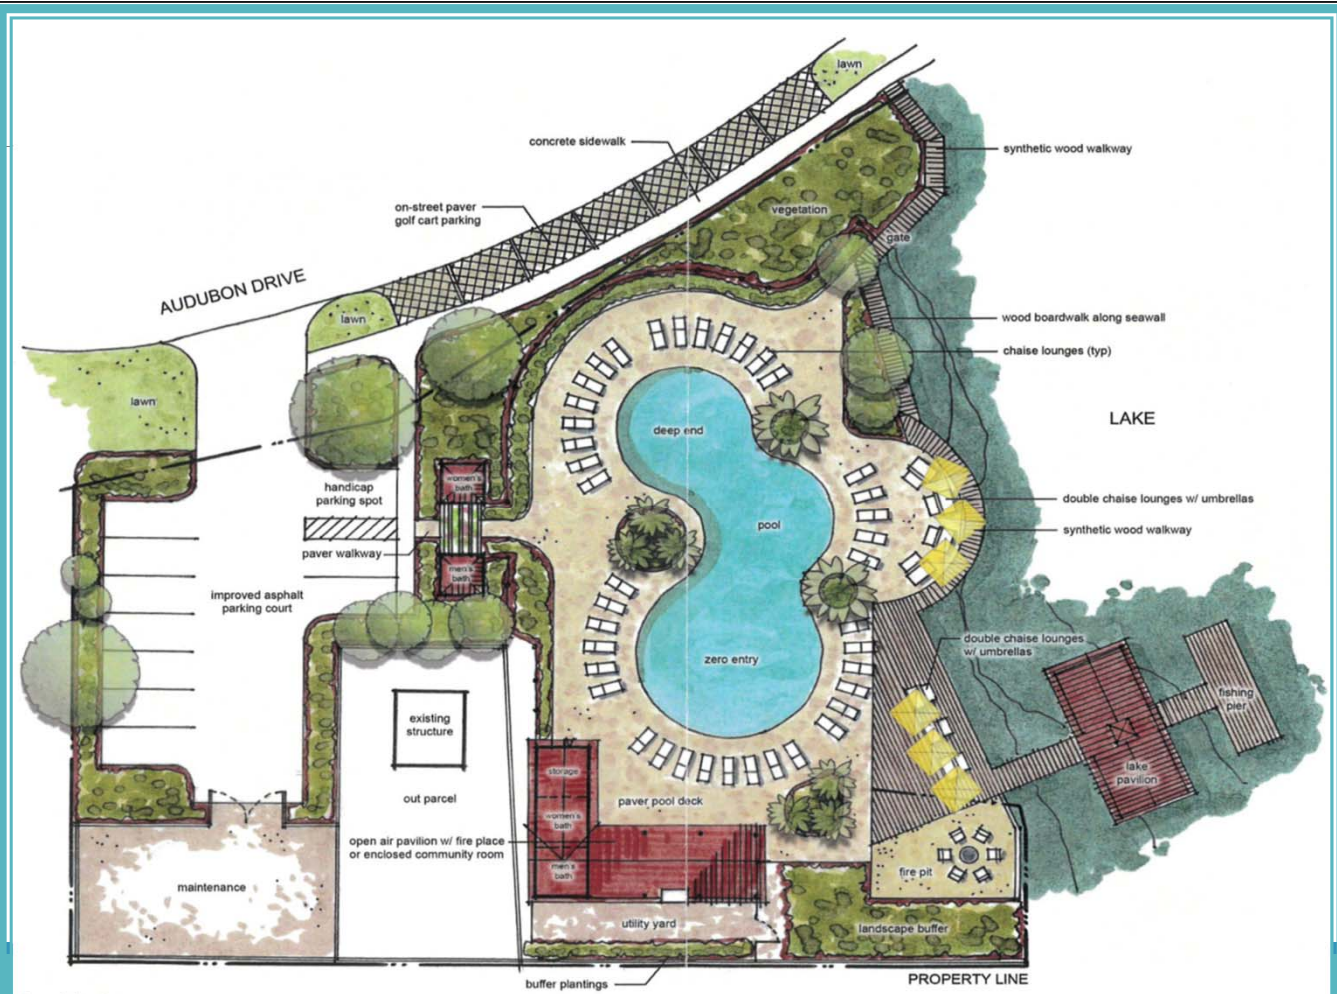 lawn
concrete sidewalk
synthetic wood walkway
on-street paver
golf cart parking
vegetation
gate
AUDUBON DRIVE
lawn
wood boardwalk along seawall
chaise lounges (typ)
lawn
LAKE
deep end
women's
bath
handicap
parking spot
double chaise lounges w/ umbrellas
pool
synthetic wood walkway
paver walkway
men's
bath
improved asphalt
parking court
double chaise lounges
w/ umbrellas
zero entry
fishing
pier
existing
structure
storage
lake
pavilion
out parcel
paver pool deck
women's
bath
open air pavilion w/ fire place
or enclosed community room
men's
bath
fire pit
maintenance
utility yard
landscape buffer
buffer plantings
PROPERTY LINE